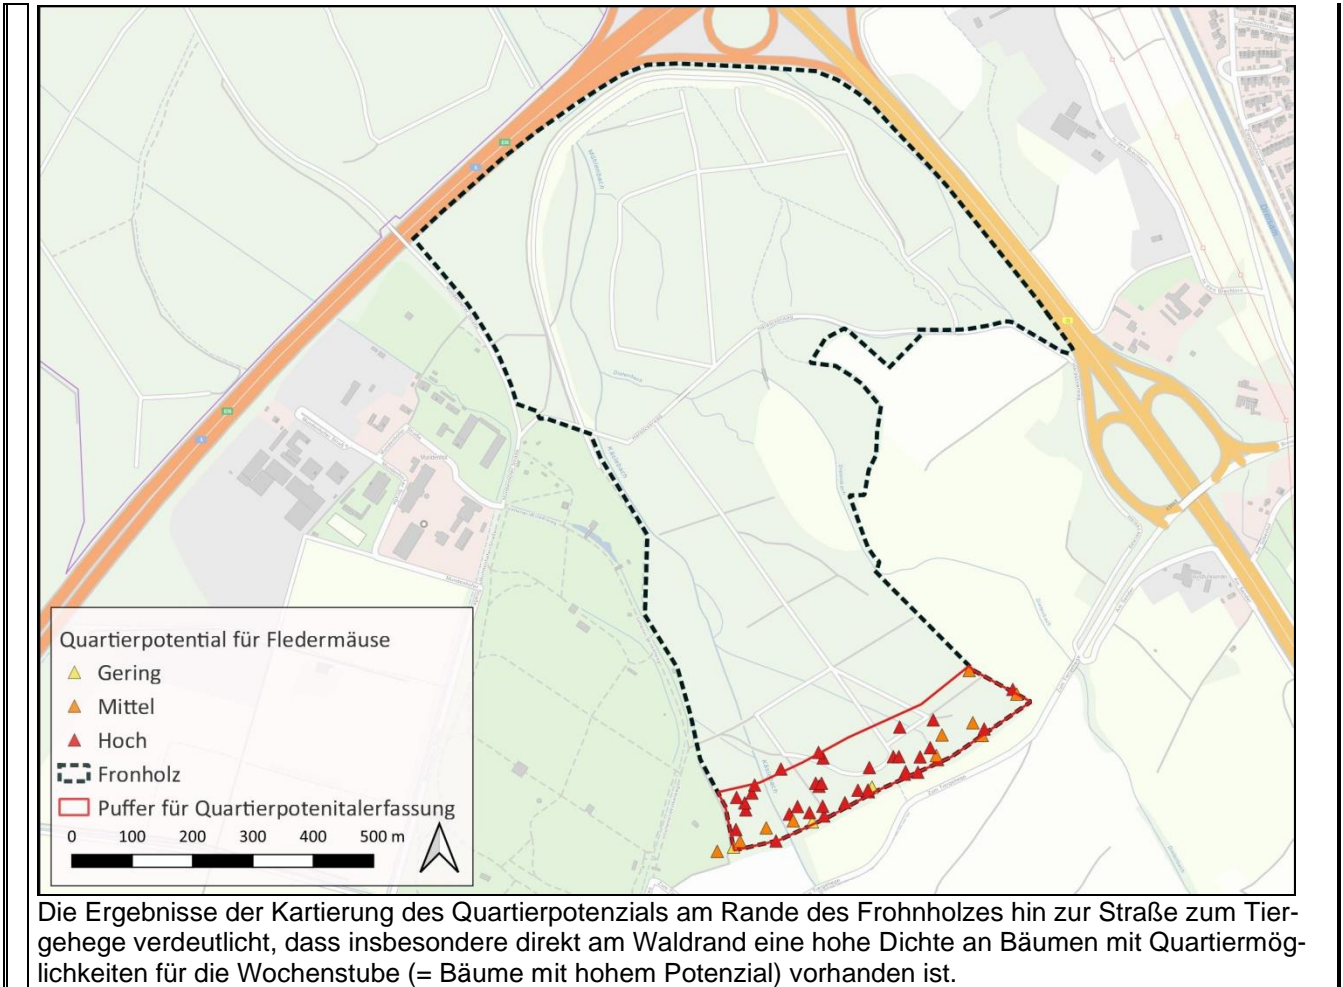 Quartierpotential für Fledermäuse
Gering
Mittel
Hoch
Fronholz
Puffer für Quartierpotenitalerfassung
0 100 200 300 400 500 m
Die Ergebnisse der Kartierung des Quartierpotenzials am Rande des Frohnholzes hin zur Straße zum Tier-
gehege verdeutlicht, dass insbesondere direkt am Waldrand eine hohe Dichte an Bäumen mit Quartiermög-
lichkeiten für die Wochenstube (= Bäume mit hohem Potenzial) vorhanden ist.